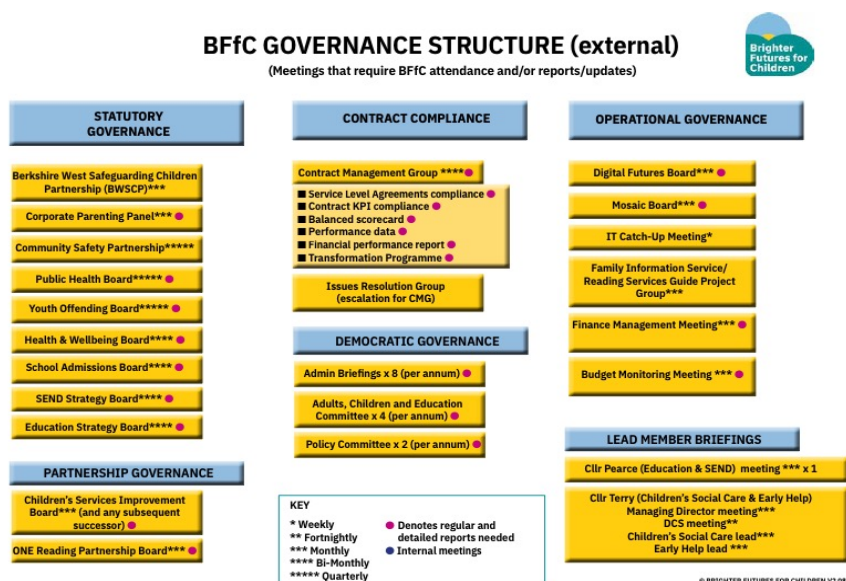 BFfC GOVERNANCE STRUCTURE (external)
(Meetings that require BFfC attendance and/or reports/updates)
Brighter
Futures for
Children
STATUTORY
GOVERNANCE
Berkshire West Safeguarding Children
Partnership (BWSCP)***
Corporate Parenting Panel***
Community Safety Partnership*****
Public Health Board*****
Youth Offending Board*****
Health & Wellbeing Board****
School Admissions Board****
SEND Strategy Board****
Education Strategy Board****
PARTNERSHIP GOVERNANCE
Children's Services Improvement
Board*** (and any subsequent
successor)
ONE Reading Partnership Board***
CONTRACT COMPLIANCE
Contract Management Group ****
■ Service Level Agreements compliance
■ Contract KPI compliance
■ Balanced scorecard
■ Performance data
■ Financial performance report
■ Transformation Programme
Issues Resolution Group
(escalation for CMG)
DEMOCRATIC GOVERNANCE
Admin Briefings x 8 (per annum)
Adults, Children and Education
Committee x 4 (per annum)
Policy Committee x 2 (per annum)
KEY
* Weekly
** Fortnightly
*** Monthly
**** Bi-Monthly
***** Quarterly
Denotes regular and
detailed reports needed
Internal meetings
OPERATIONAL GOVERNANCE
Digital Futures Board***
Mosaic Board***
IT Catch-Up Meeting*
Family Information Service/
Reading Services Guide Project
Group***
Finance Management Meeting***
Budget Monitoring Meeting ***
LEAD MEMBER BRIEFINGS
Cllr Pearce (Education & SEND) meeting *** x 1
Cllr Terry (Children's Social Care & Early Help)
Managing Director meeting***
DCS meeting**
Children's Social Care lead***
Early Help lead ***
© BRIGHTER FUTURES FOR CHILDREN